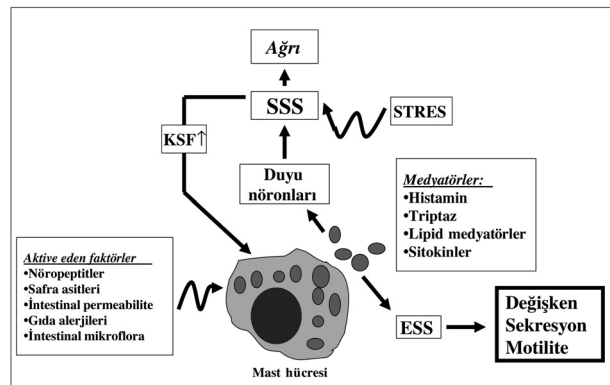 Ağrı
SSS
STRES
KSF↑
Duyu
nöronları
Medyatörler:
•Histamin
•Triptaz
•Lipid medyatörler
•Sitokinler
Aktive eden faktörler
•Nöropeptitler
•Safra asitleri
•İntestinal permeabilite
•Gıda alerjileri
•İntestinal mikroflora
ESS
Değişken
Sekresyon
Motilite
Mast hücresi